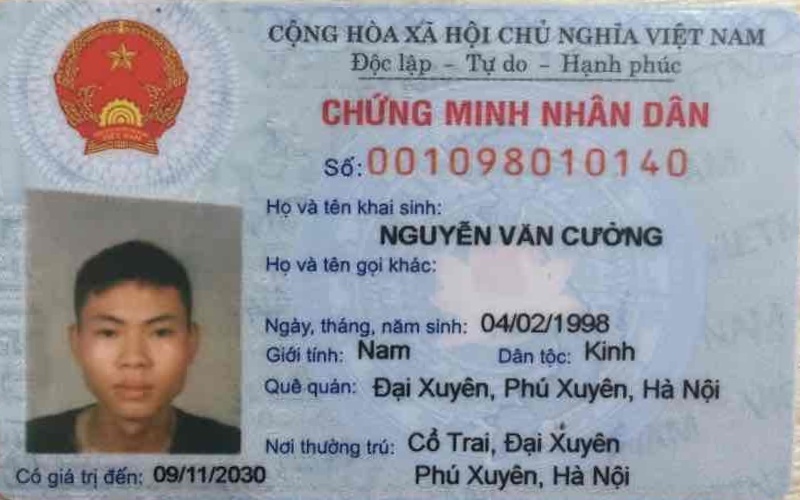 CỘNG HÒA XÃ HỘI CHỦ NGHĨA VIỆT NAM
Độc lập - Tự do - Hạnh phúc
CHỨNG MINH NHÂN DÂN
Số: 001098010140
Họ và tên khai sinh:
NGUYỄN VĂN CƯỜNG
Họ và tên gọi khác:
Ngày, tháng, năm sinh: 04/02/1998
Giới tính: Nam Dân tộc: Kinh
Quê quán: Đại Xuyên, Phú Xuyên, Hà Nội
Nơi thường trú: Cổ Trai, Đại Xuyên
Phú Xuyên, Hà Nội
Có giá trị đến: 09/11/2030